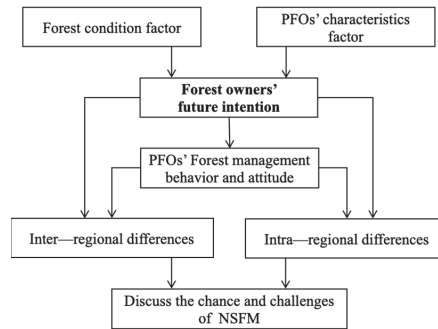 Forest condition factor
PFOs' characteristics
factor
Forest owners'
future intention
PFOs' Forest management
behavior and attitude
Inter—regional differences
Intra—regional differences
Discuss the chance and challenges
of NSFM